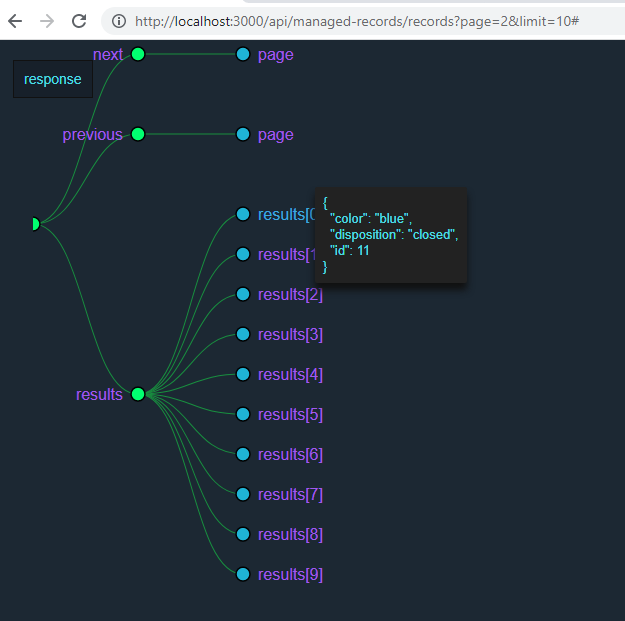 http://localhost:3000/api/managed-records/records?page=2&limit=10#
next page
response
previous page
results[0
{
"color": "blue",
"disposition": "closed",
"id": 11
}
results[1
results[2]
results[3]
results results[4]
results[5]
results[6]
results[7]
results[8]
results[9]